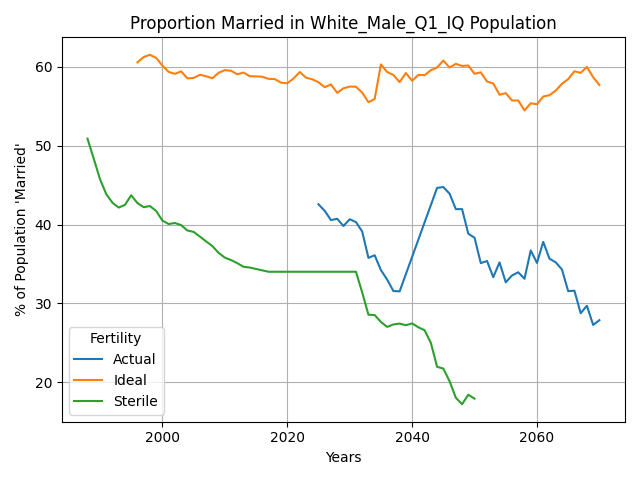 Proportion Married in White_Male_Q1_IQ Population
% of Population 'Married'
60
50
40
30
20
Fertility
Actual
Ideal
Sterile
2000
2020
2040
2060
Years